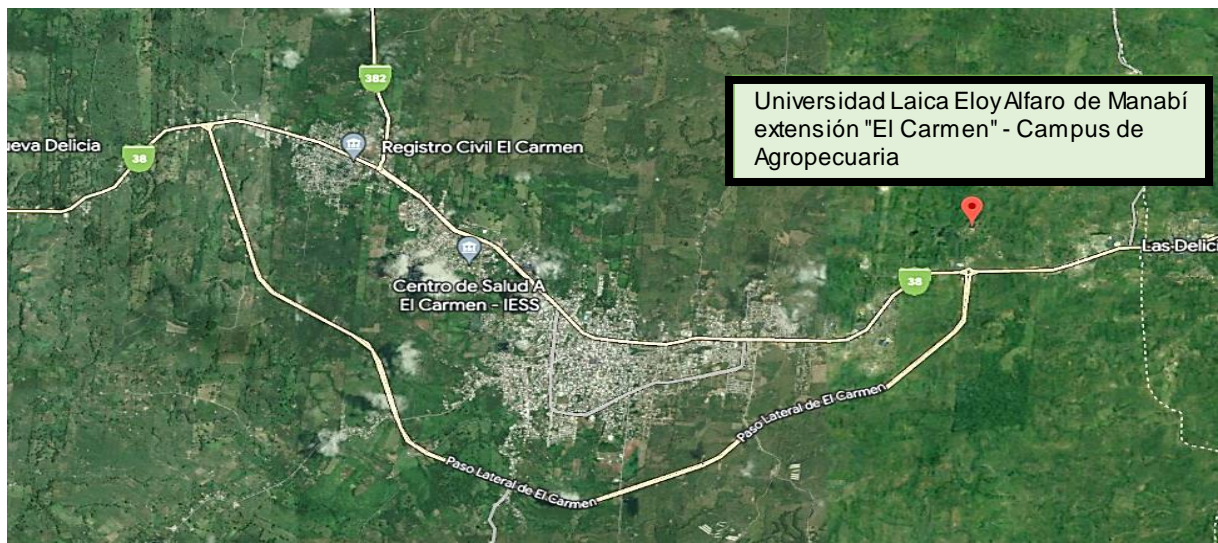 382
Universidad Laica Eloy Alfaro de Manabí
extensión "El Carmen" - Campus de
Agropecuaria
ueva Delicia
38
Registro Civil El Carmen
Centro de Salud A
El Carmen - IESS
38
Las Delici
Paso Lateral de El Carmen
Paso Lateral de El Carmen